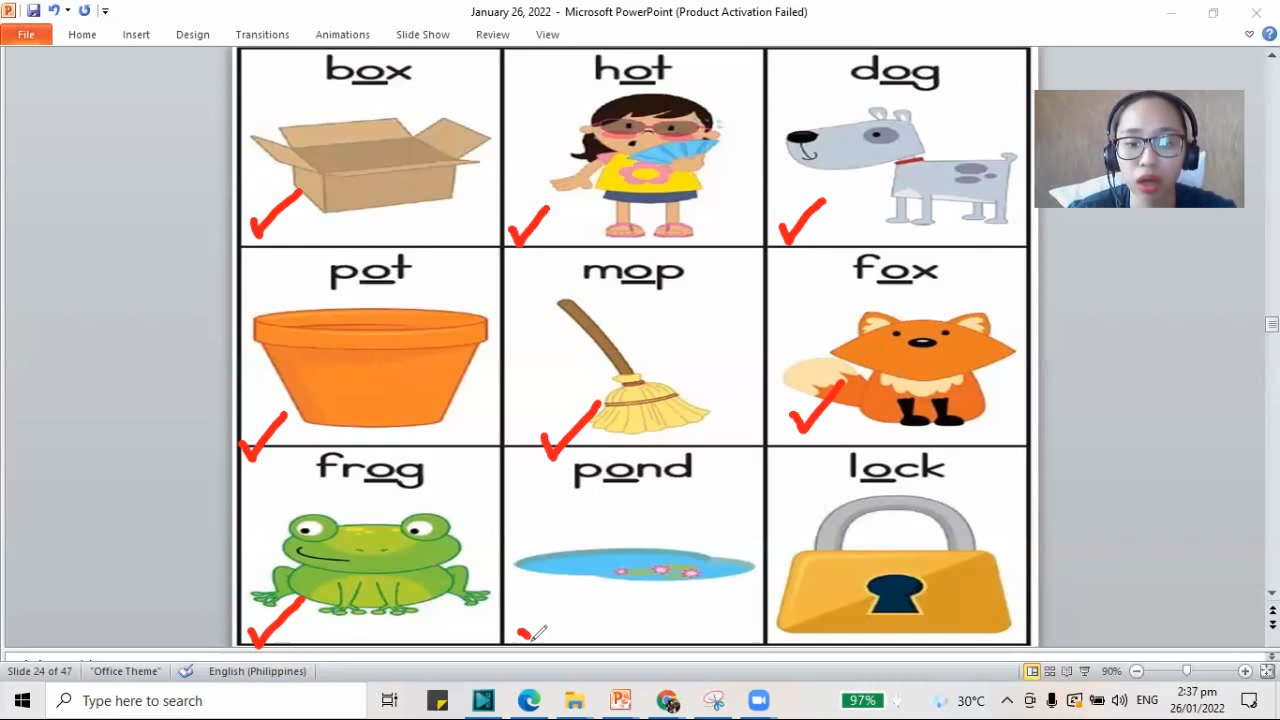 January 26, 2022 - Microsoft PowerPoint (Product Activation Failed)
File Home Insert Design Transitions Animations Slide Show Review View
box hot dog
pot mop fox
frog pond lock
Slide 24 of 47 "Office Theme" English (Philippines) 90%
Type here to search 97% 30°C ENG 2:37 pm
26/01/2022